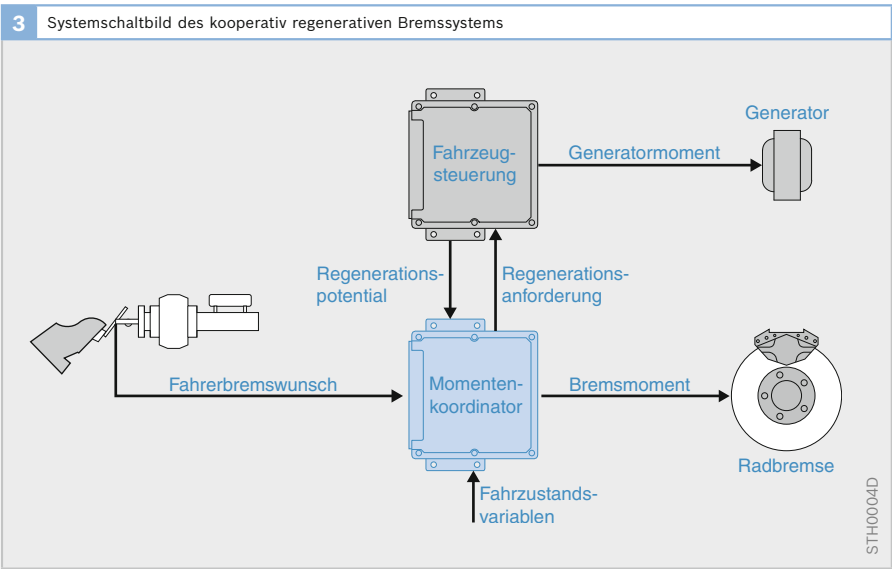 3 Systemschaltbild des kooperativ regenerativen Bremssystems
Generator
Fahrzeug-
steuerung
Generatormoment
Regenerations-
potential
Regenerations-
anforderung
Fahrerbremswunsch
Momenten-
koordinator
Bremsmoment
Radbremse
Fahrzustands-
variablen
STH0004D